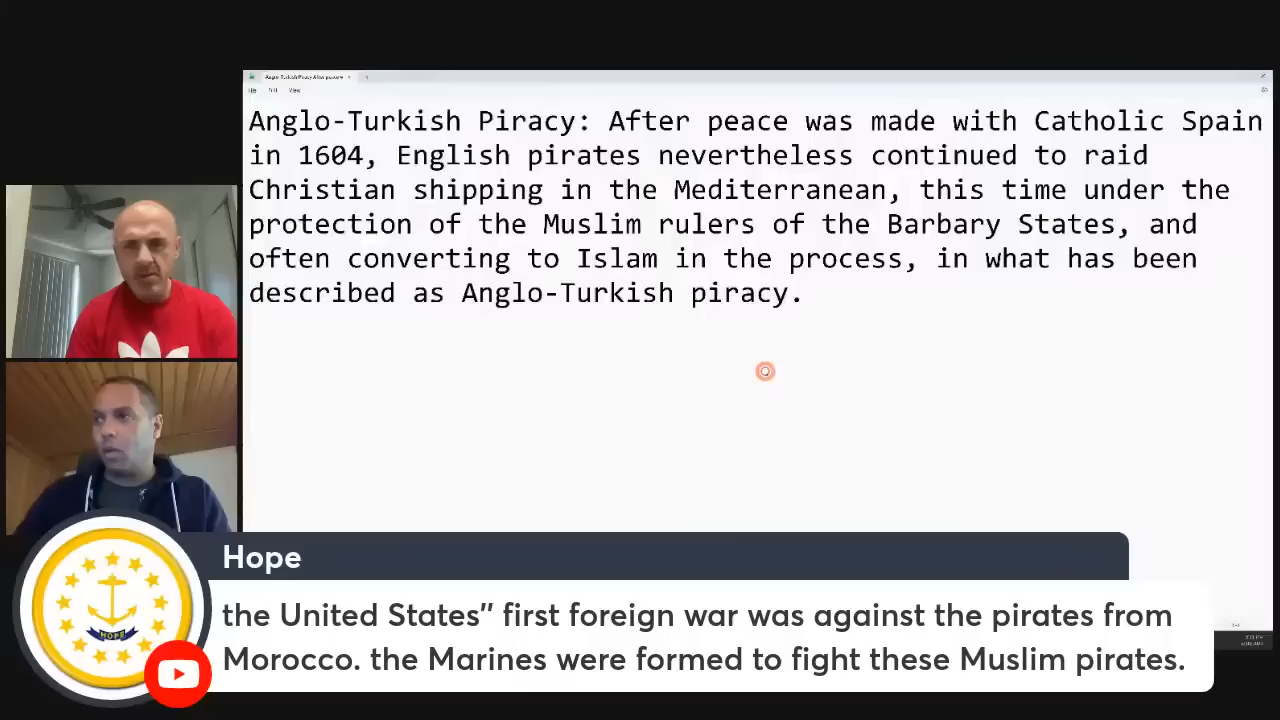 Anglo-Turkish Piracy: After peace was made with Catholic Spain
in 1604, English pirates nevertheless continued to raid
Christian shipping in the Mediterranean, this time under the
protection of the Muslim rulers of the Barbary States, and
often converting to Islam in the process, in what has been
described as Anglo-Turkish piracy.
HOPE
Hope
the United States” first foreign war was against the pirates from
Morocco. the Marines were formed to fight these Muslim pirates.